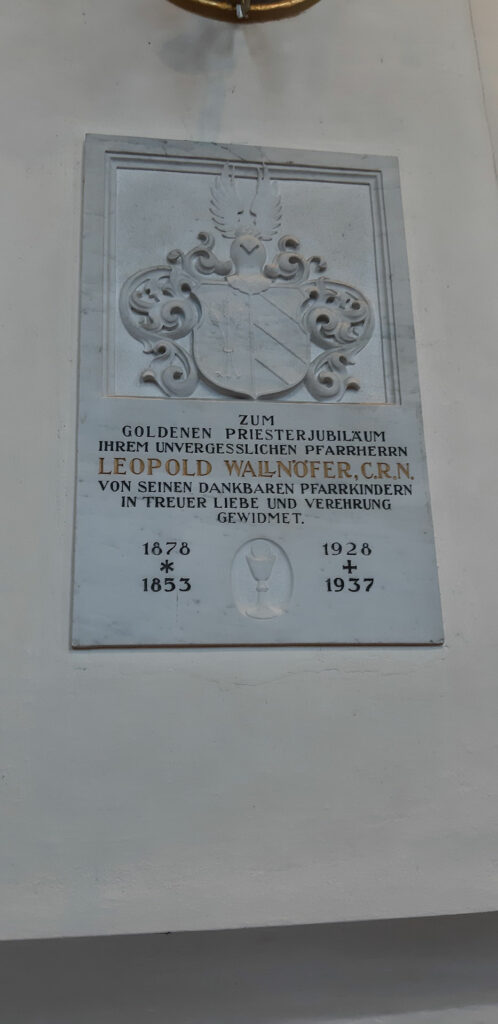 ZUM
GOLDENEN PRIESTERJUBILÄUM
IHREM UNVERGESSLICHEN PFARRHERRN
LEOPOLD WALLNÖFER, C.R.N.
VON SEINEN DANKBAREN PFARRKINDERN
IN TREUER LIEBE UND VEREHRUNG
GEWIDMET.
1878 1928
* +
1853 1937